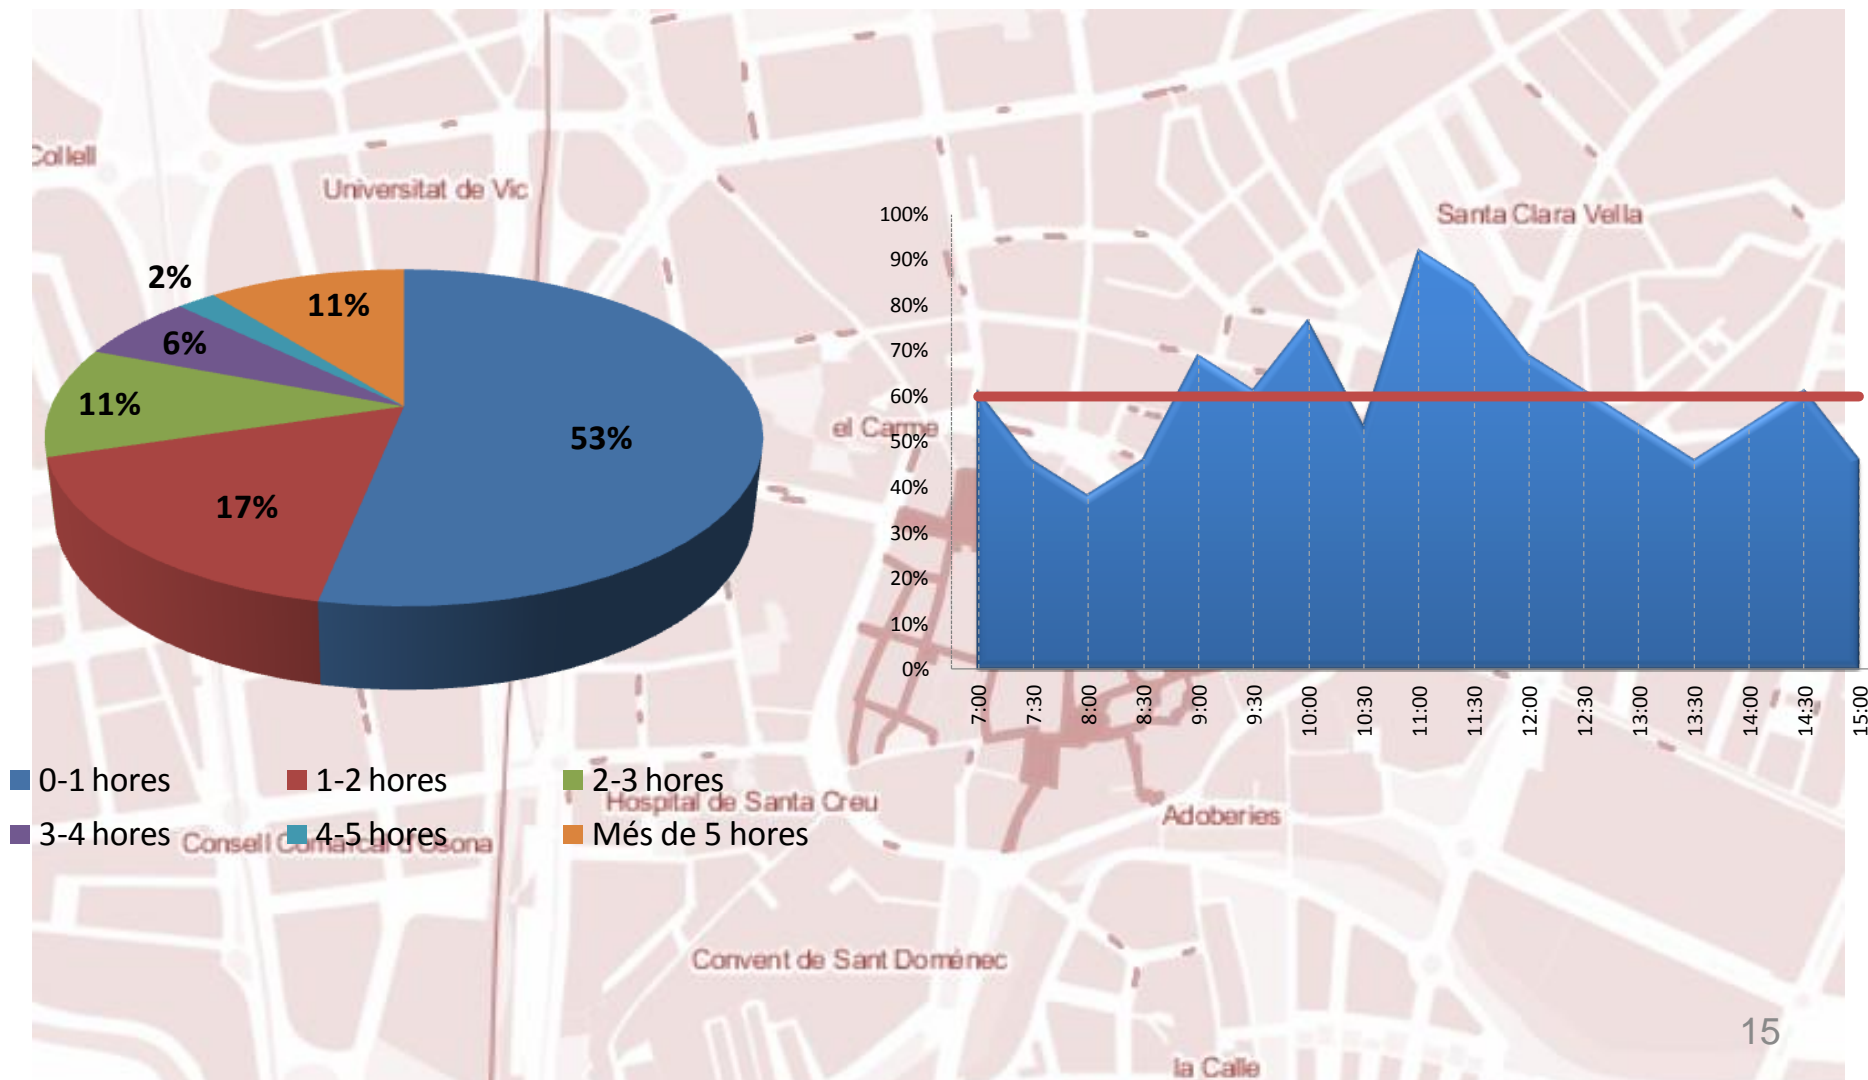 Collell
Universitat de Vic
Santa Clara Vella
el Carme
2%
11%
6%
11%
53%
17%
0-1 hores
1-2 hores
2-3 hores
3-4 hores
4-5 hores
Més de 5 hores
100%
90%
80%
70%
60%
50%
40%
30%
20%
10%
0%
7:00
7:30
8:00
8:30
9:00
9:30
10:00
10:30
11:00
11:30
12:00
12:30
13:00
13:30
14:00
14:30
15:00
Hospital de Santa Creu
Adoberies
Consell Comarcal d'Osona
Convent de Sant Domènec
15
la Calle